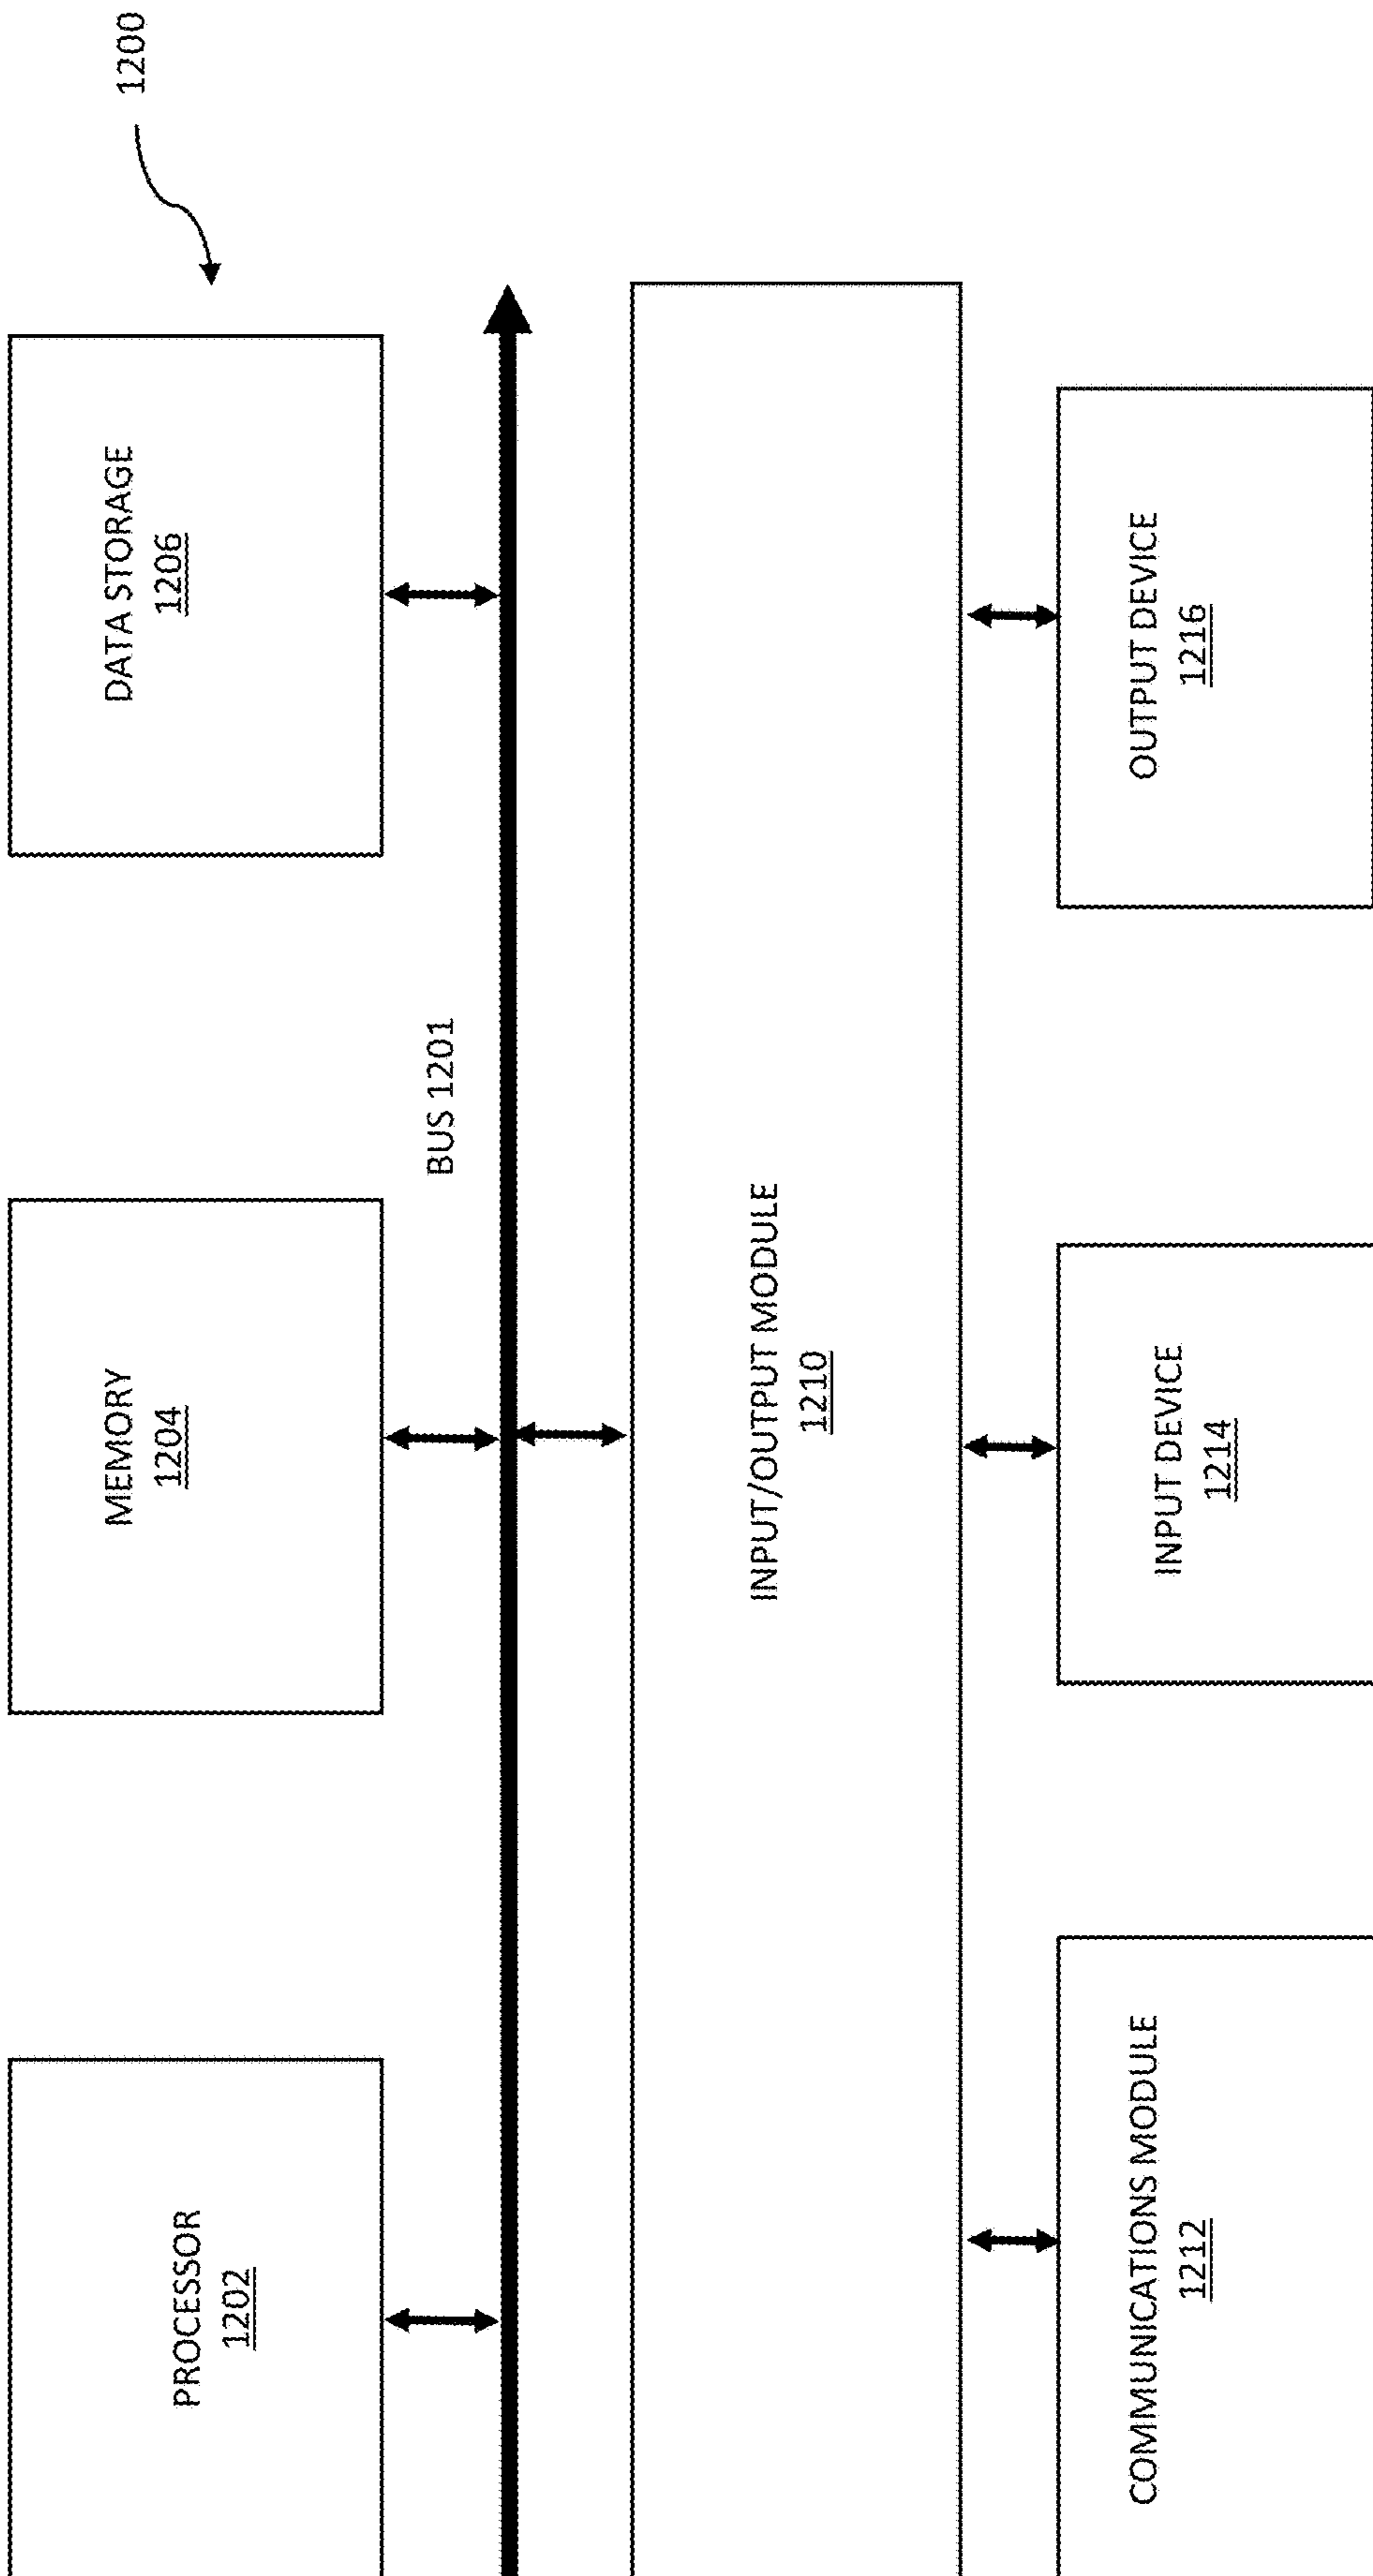 1200
PROCESSOR
1202
MEMORY
1204
DATA STORAGE
1206
BUS 1201
INPUT/OUTPUT MODULE
1210
COMMUNICATIONS MODULE
1212
INPUT DEVICE
1214
OUTPUT DEVICE
1216